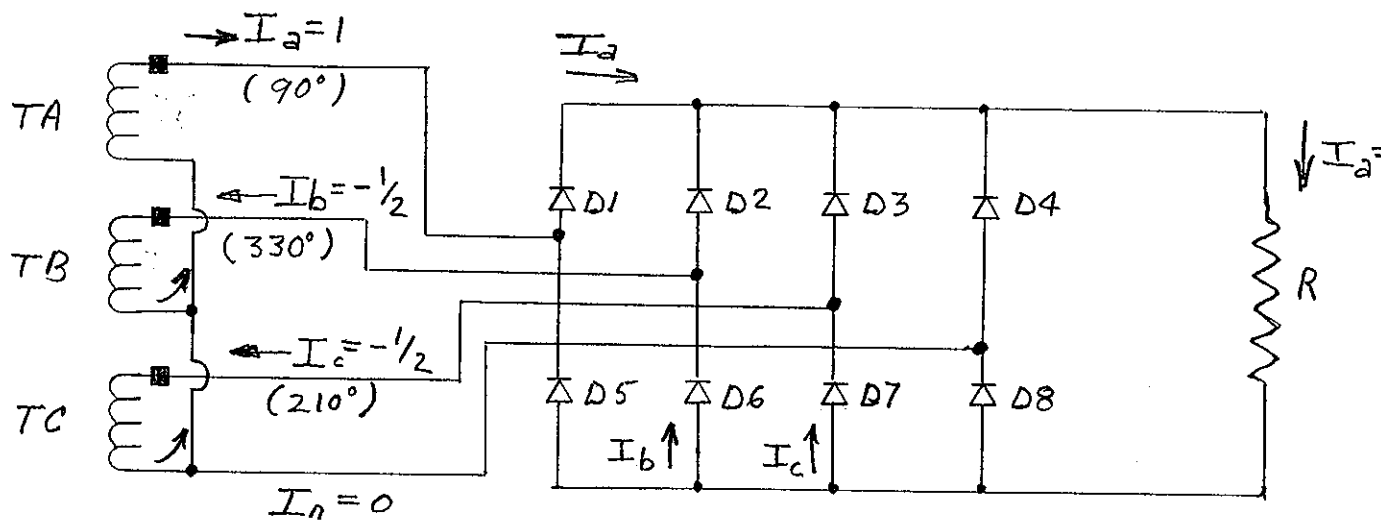 Ia=1
(90°)
Ia
TA
Ia=
Ib=-1/2
D1
D2
D3
D4
(330°)
TB
R
Ic=-1/2
(210°)
D5
D6
D7
D8
TC
Ib
Ic
In=0